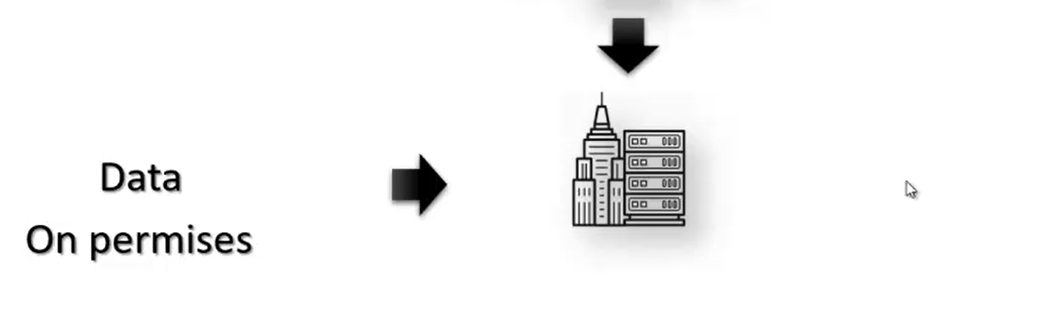 Data
On permises